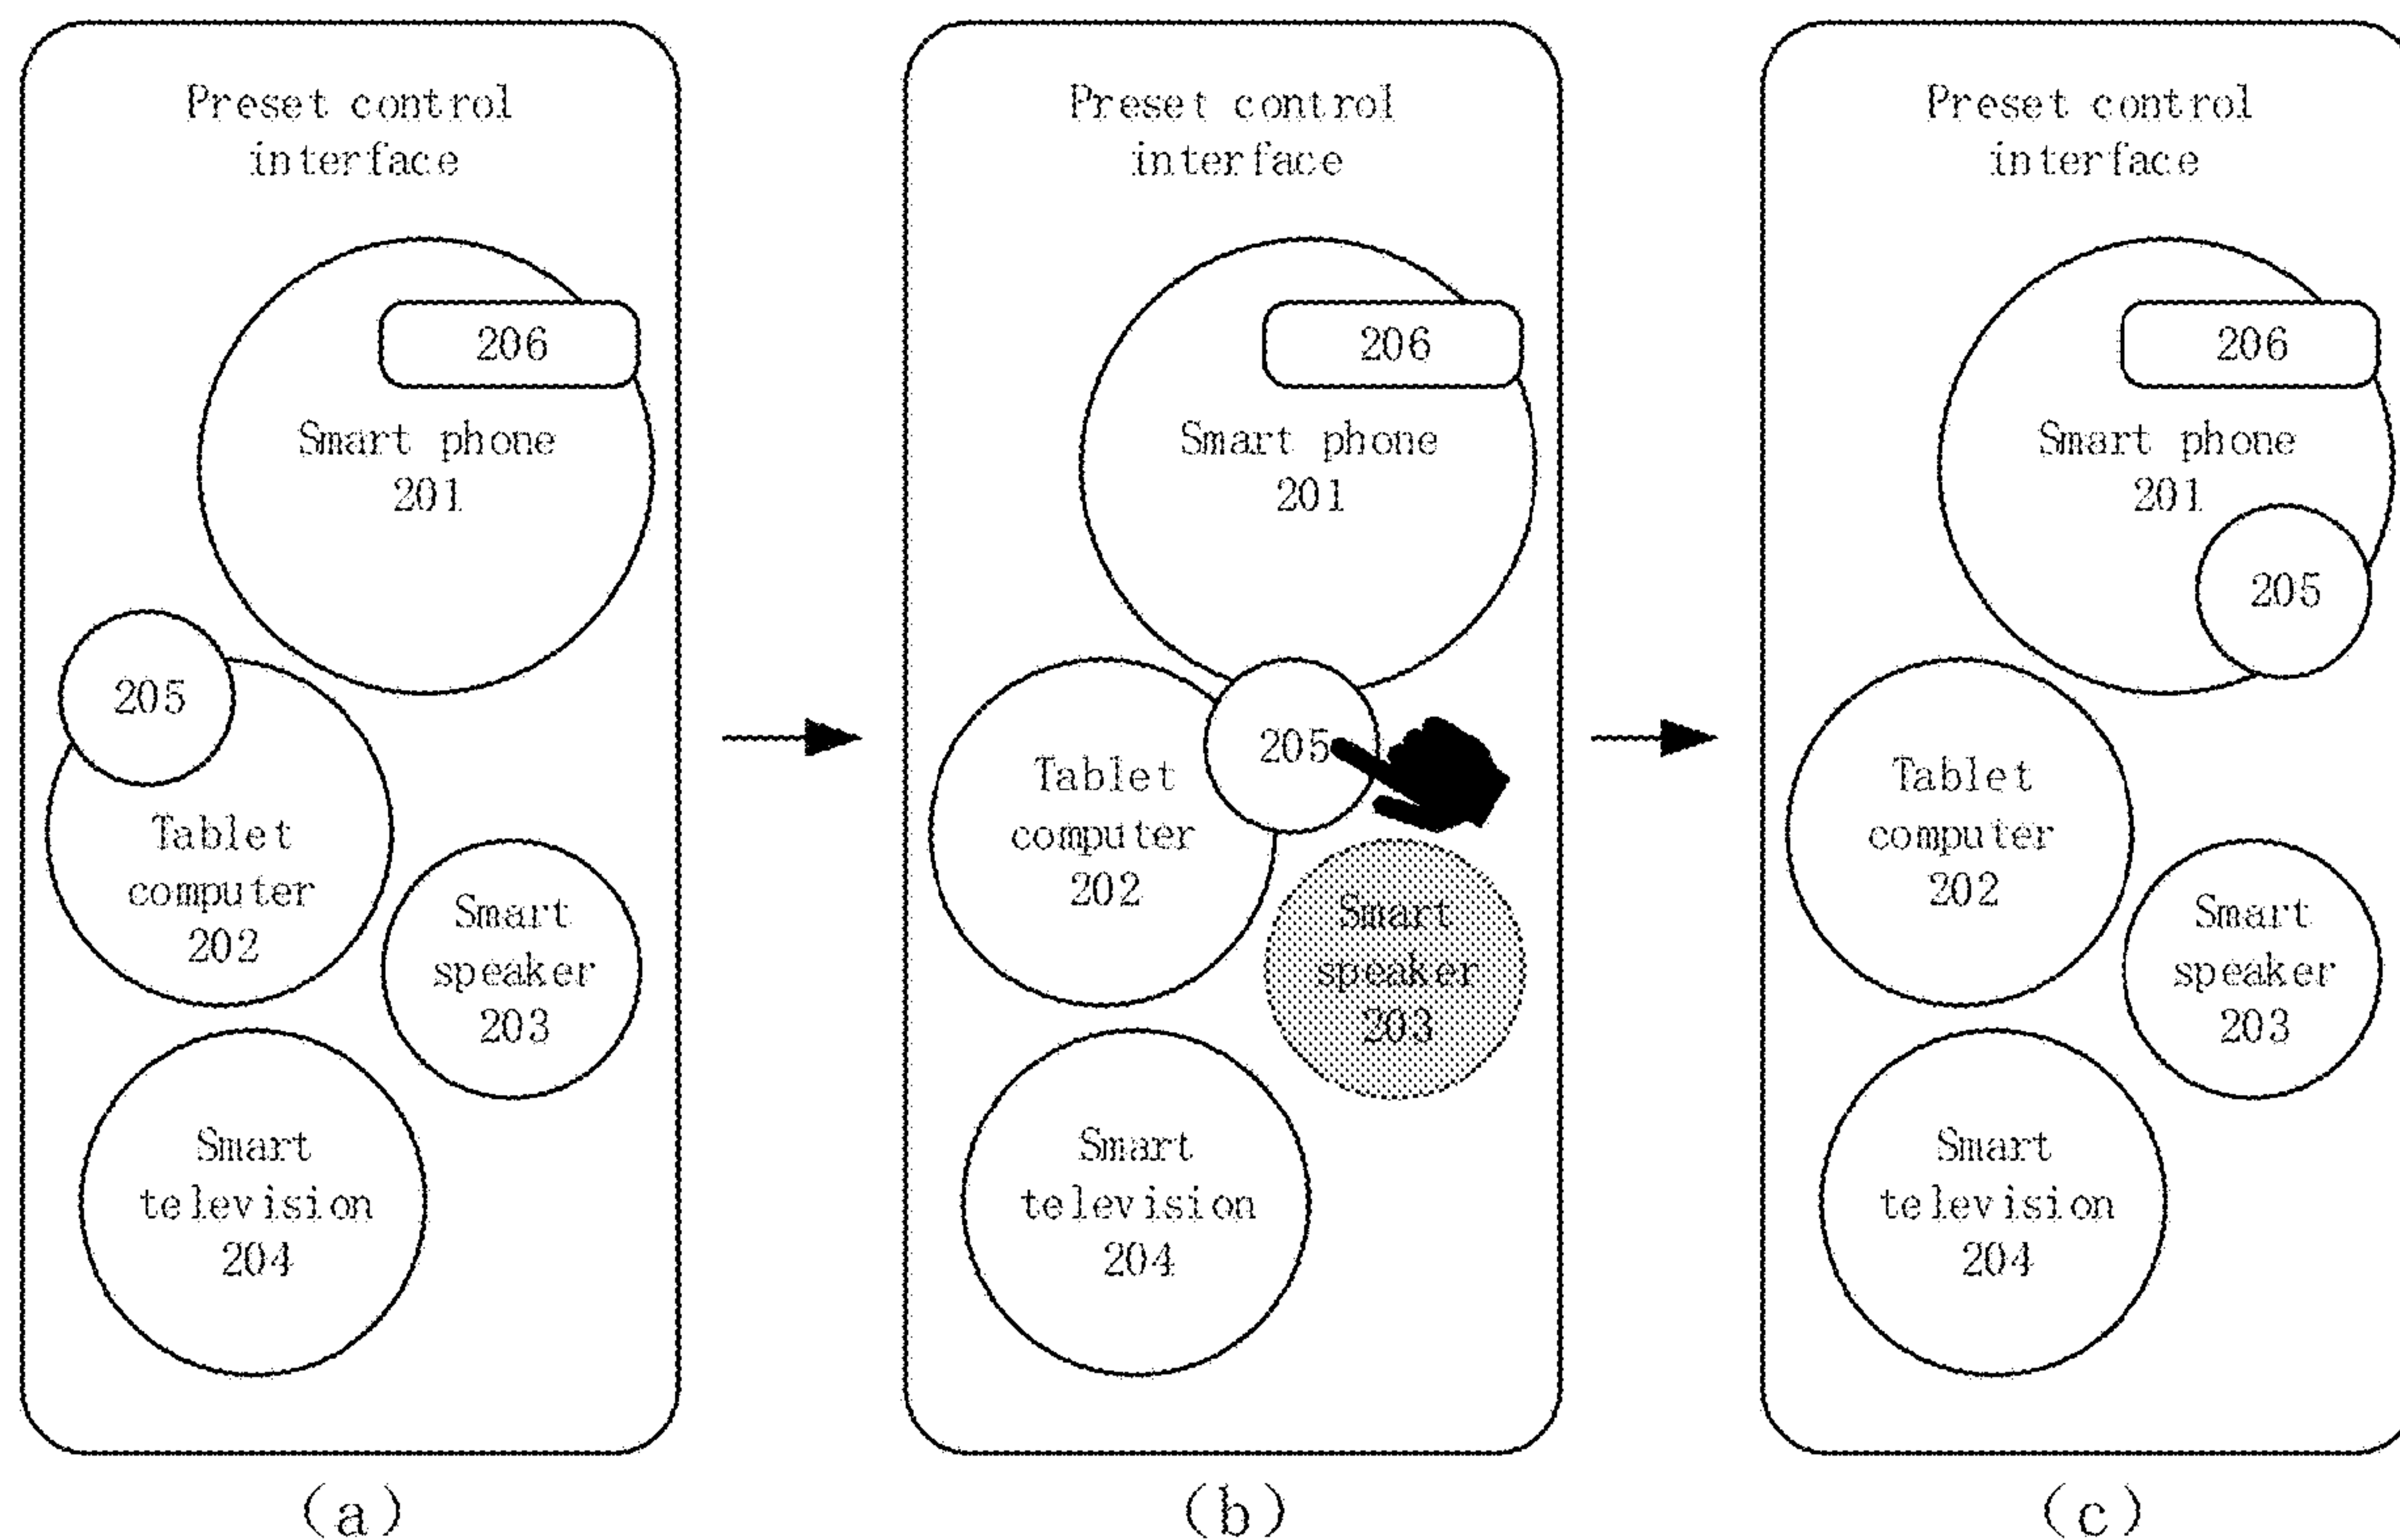 Preset control
interface
206
Smart phone
201
205
Tablet
computer
202
Smart
speaker
203
Smart
television
204
(a)
Preset control
interface
206
Smart phone
201
205
Tablet
computer
202
Smart
speaker
203
Smart
television
204
(b)
Preset control
interface
206
Smart phone
201
205
Tablet
computer
202
Smart
speaker
203
Smart
television
204
(c)